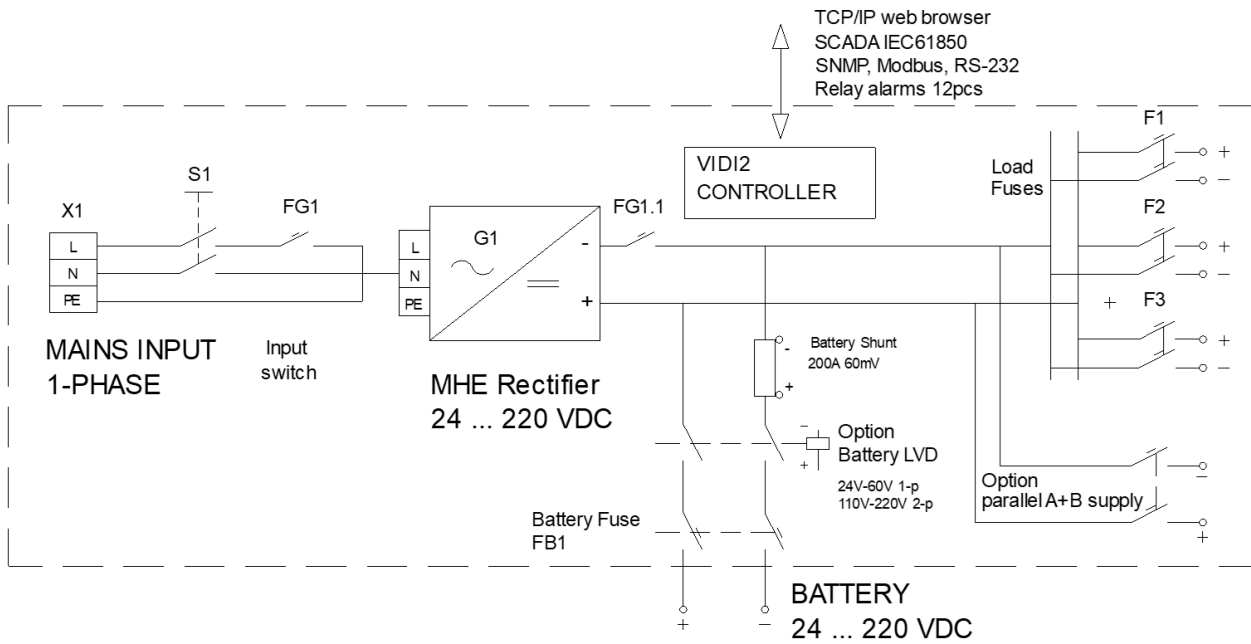 TCP/IP web browser
SCADA IEC61850
SNMP, Modbus, RS-232
Relay alarms 12pcs
VIDI2
CONTROLLER
S1
FG1
X1
L
N
PE
MAINS INPUT
1-PHASE
Input
switch
L
N
PE
G1
-
+
MHE Rectifier
24 ... 220 VDC
FG1.1
Battery Shunt
200A 60mV
-
+
Option
Battery LVD
24V-60V 1-p
110V-220V 2-p
-
+
Battery Fuse
FB1
+
-
BATTERY
24 ... 220 VDC
Load
Fuses
F1
+
-
F2
+
-
+
F3
+
-
Option
parallel A+B supply
-
+